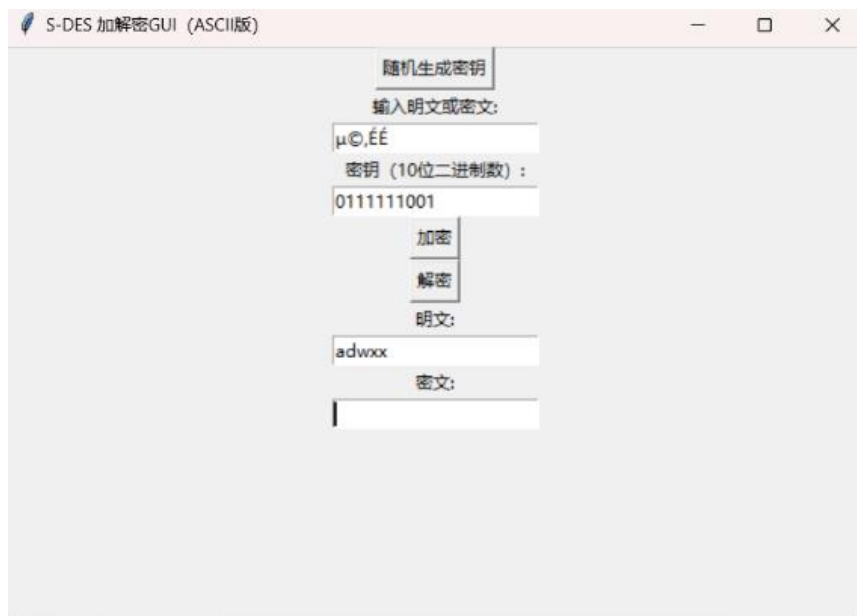 S-DES 加解密GUI (ASCII版)
随机生成密钥
输入明文或密文:
µ©,ÉÉ
密钥（10位二进制数）:
0111111001
加密
解密
明文:
adwxx
密文: